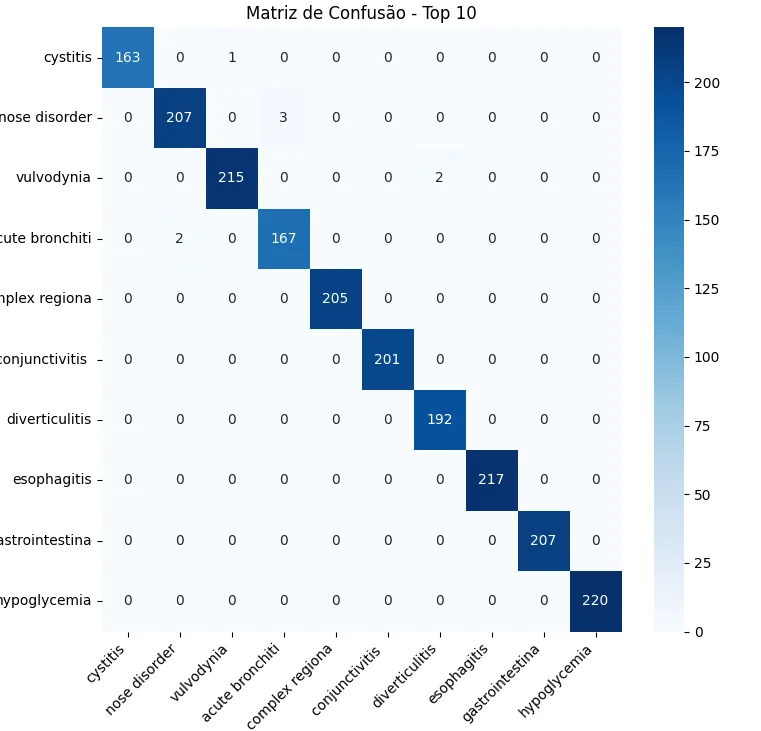 Matriz de Confusão - Top 10
cystitis 163 0 1 0 0 0 0 0 0 0
nose disorder 0 207 0 3 0 0 0 0 0 0
vulvodynia 0 0 215 0 0 0 2 0 0 0
cute bronchiti 0 2 0 167 0 0 0 0 0 0
mplex regiona 0 0 0 0 205 0 0 0 0 0
conjunctivitis 0 0 0 0 0 201 0 0 0 0
diverticulitis 0 0 0 0 0 0 192 0 0 0
esophagitis 0 0 0 0 0 0 0 217 0 0
astrointestina 0 0 0 0 0 0 0 0 207 0
hypoglycemia 0 0 0 0 0 0 0 0 0 220
cystitis
nose disorder
vulvodynia
acute bronchiti
complex regiona
conjunctivitis
diverticulitis
esophagitis
gastrointestina
hypoglycemia
200
175
150
125
100
75
50
25
0